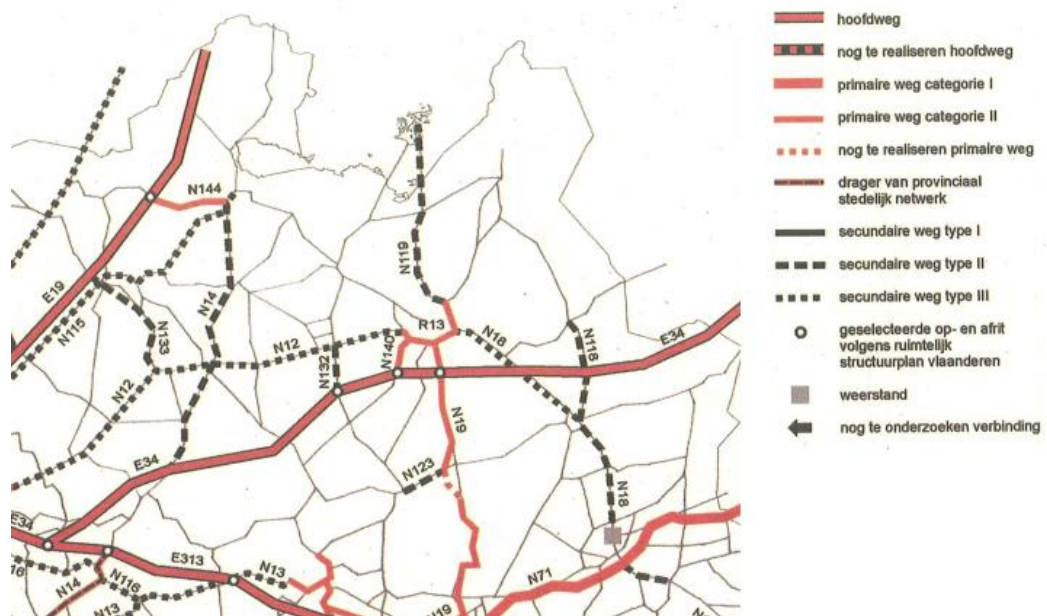 N144
N119
E19
N14
N115
N133
R13
N18
N12
N140
N118
E34
N132
N12
N19
E34
N123
N18
E34
E313
N13
N71
N14
N116
N13
N19
hoofdweg
nog te realiseren hoofdweg
primaire weg categorie I
primaire weg categorie II
nog te realiseren primaire weg
drager van provinciaal
stedelijk netwerk
secundaire weg type I
secundaire weg type II
secundaire weg type III
geselecteerde op- en afrit
volgens ruimtelijk
structuurplan vlaanderen
weerstand
nog te onderzoeken verbinding